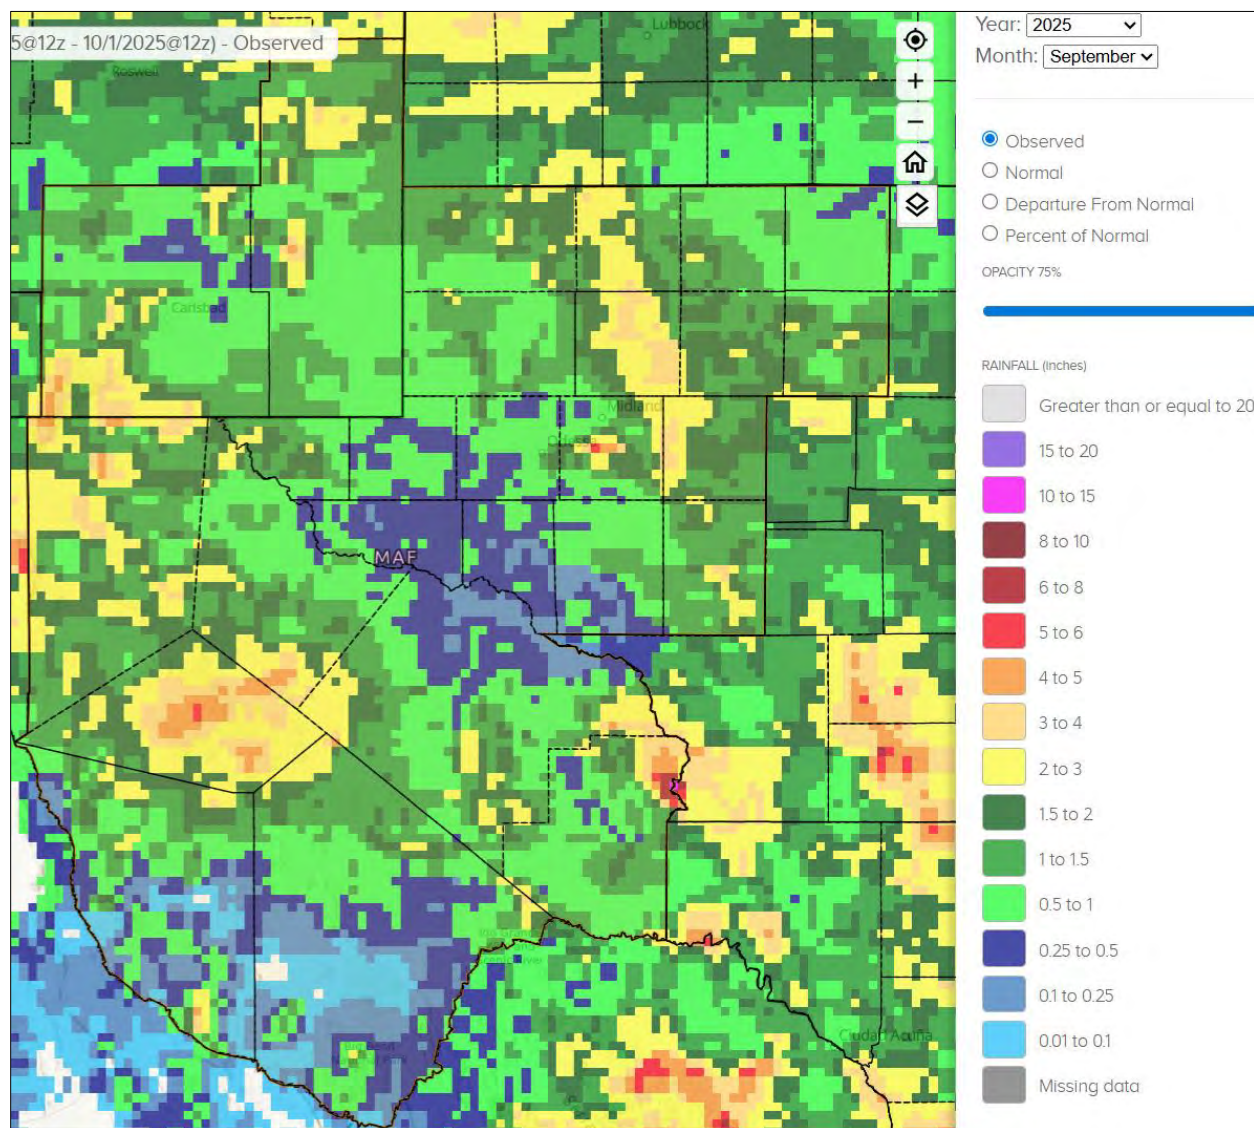 5@12z - 10/1/2025@12z) - Observed
Lubbock
Roswell
Carlsbad
Midland
Odessa
MAF
Ciudad Acuña
Year: 2025
Month: September
Observed
Normal
Departure From Normal
Percent of Normal
OPACITY 75%
RAINFALL (inches)
Greater than or equal to 20
15 to 20
10 to 15
8 to 10
6 to 8
5 to 6
4 to 5
3 to 4
2 to 3
1.5 to 2
1 to 1.5
0.5 to 1
0.25 to 0.5
0.1 to 0.25
0.01 to 0.1
Missing data